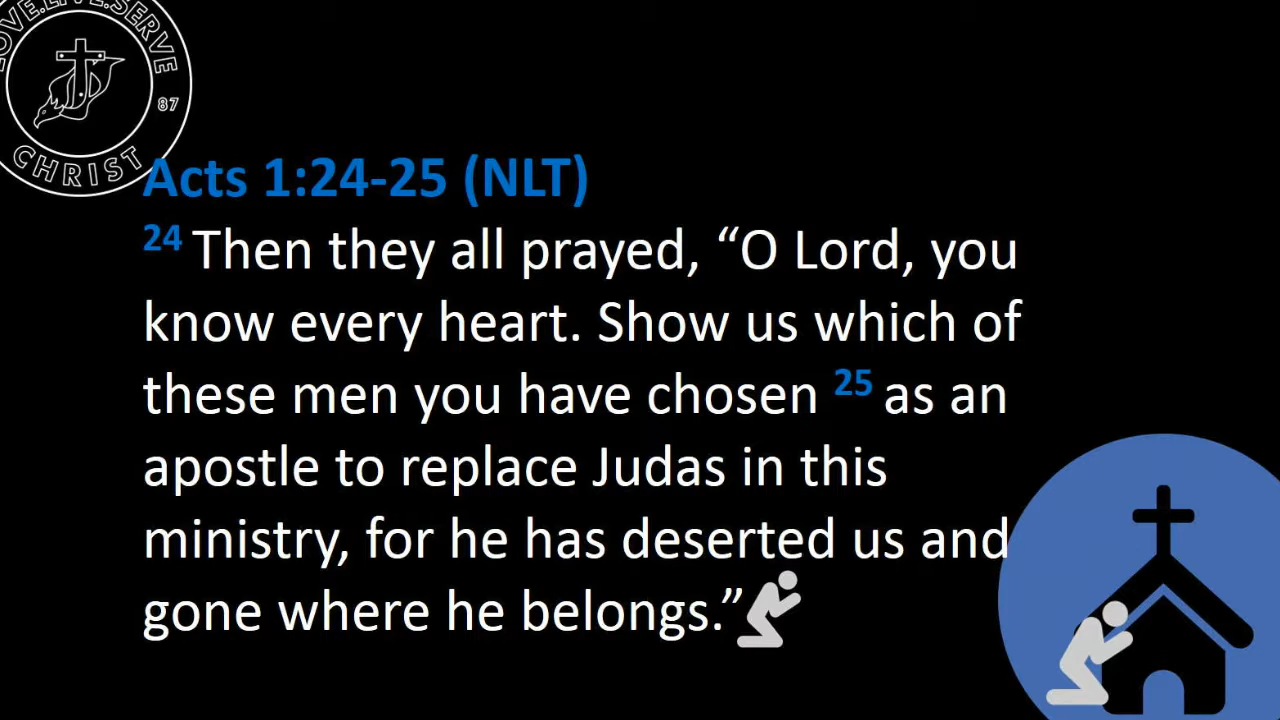 LOVE.LIVE.SERVE
87
CHRIST
Acts 1:24-25 (NLT)
24 Then they all prayed, “O Lord, you
know every heart. Show us which of
these men you have chosen 25 as an
apostle to replace Judas in this
ministry, for he has deserted us and
gone where he belongs.”